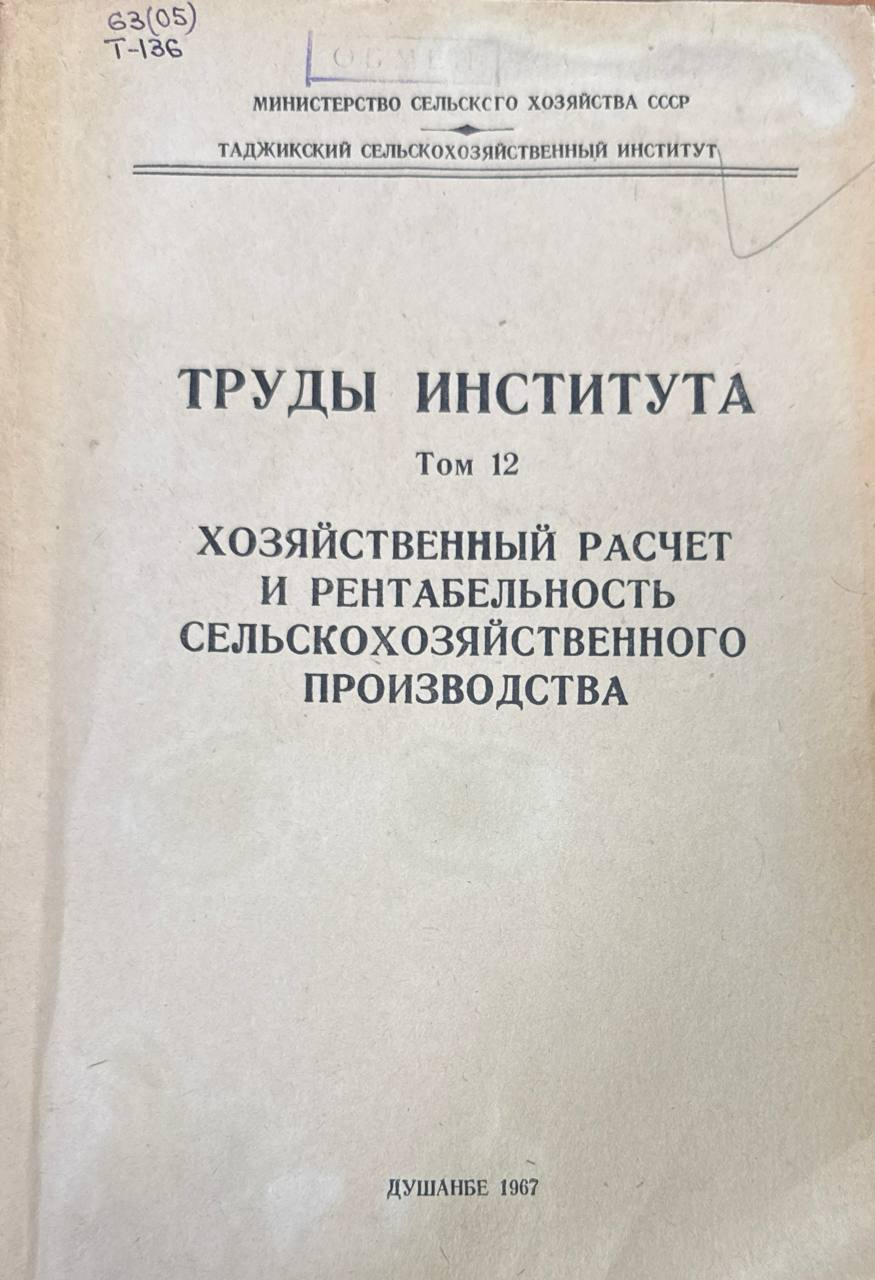 63(05)
Т-136
ОБМЕН
МИНИСТЕРСТВО СЕЛЬСКСГО ХОЗЯЙСТВА СССР
ТАДЖИКСКИЙ СЕЛЬСКОХОЗЯЙСТВЕННЫЙ ИНСТИТУТ
ТРУДЫ ИНСТИТУТА
Том 12
ХОЗЯЙСТВЕННЫЙ РАСЧЕТ
И РЕНТАБЕЛЬНОСТЬ
СЕЛЬСКОХОЗЯЙСТВЕННОГО
ПРОИЗВОДСТВА
ДУШАНБЕ 1967